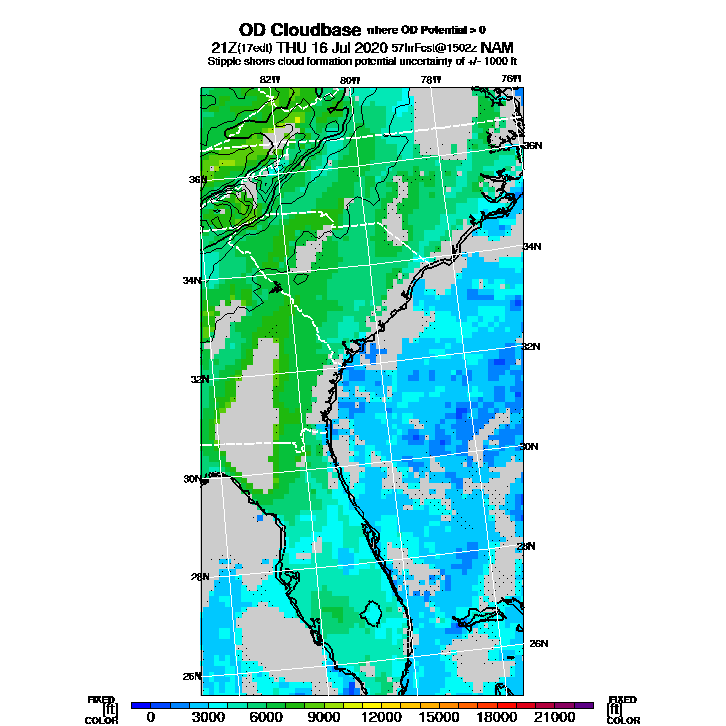 OD Cloudbase where OD Potential > 0
21Z(17edt) THU 16 Jul 2020 57hrFcst@1502z NAM
Stipple shows cloud formation potential uncertainty of +/- 1000 ft
82W 80W 78W 76W
36N 36N
34N 34N
32N 32N
30N 30N
28N 28N
26N 26N
FIXED FIXED
[ft] 0 3000 6000 9000 12000 15000 18000 21000 [ft]
COLOR COLOR